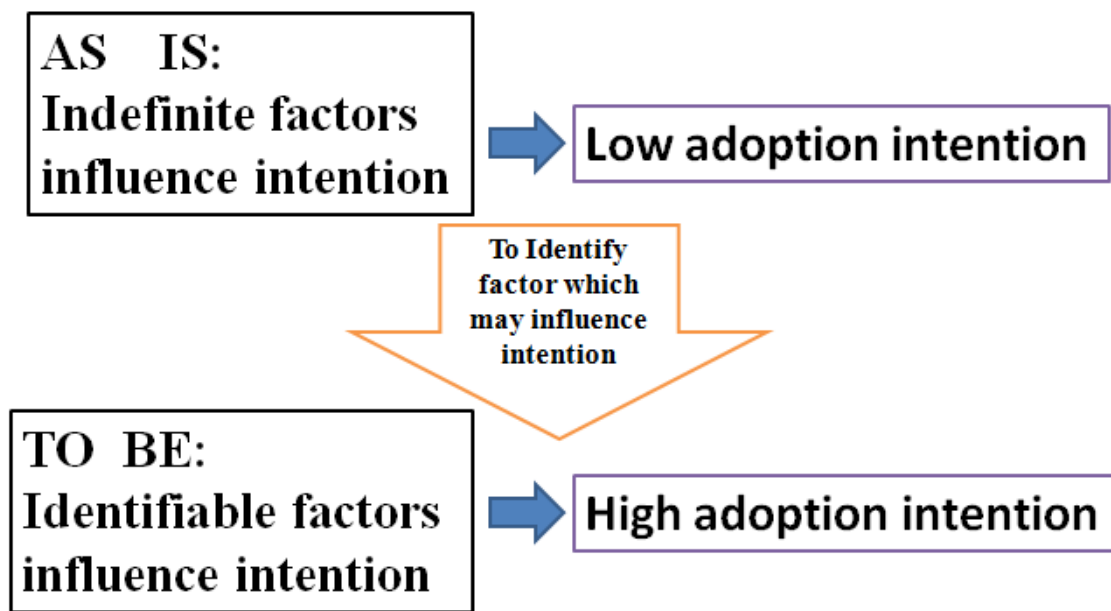 AS IS:
Indefinite factors
influence intention
Low adoption intention
To Identify
factor which
may influence
intention
TO BE:
Identifiable factors
influence intention
High adoption intention